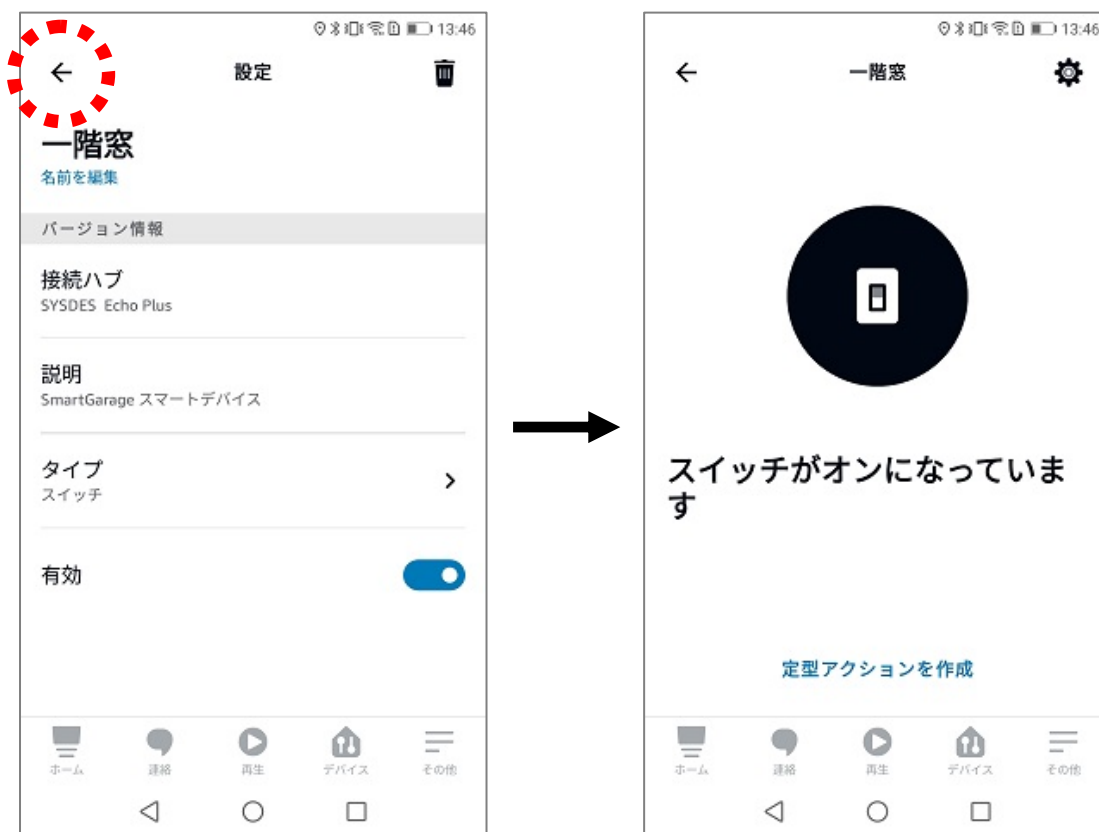 13:46
設定
一階窓
名前を編集
バージョン情報
接続ハブ
SYSDES Echo Plus
説明
SmartGarage スマートデバイス
タイプ
スイッチ
有効
ホーム 連絡 再生 デバイス その他
13:46
一階窓
スイッチがオンになっていま
す
定型アクションを作成
ホーム 連絡 再生 デバイス その他